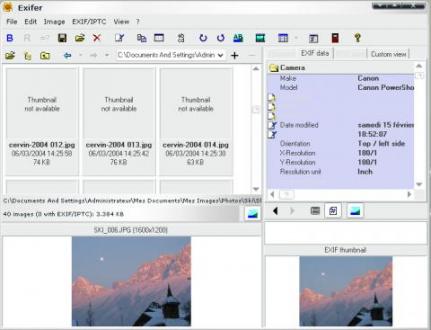 Exifer
File Edit Image EXIF/IPTC View ?
B R
C:\Documents And Settings\Admin
Thumbnail not available
Thumbnail not available
Thumbnail not available
cervin-2004 012.jpg
06/03/2004 14:25:58
74 KB
cervin-2004 013.jpg
06/03/2004 14:25:42
76 KB
cervin-2004 014.jpg
06/03/2004 14:25:30
63 KB
C:\Documents And Settings\Administrateur\Mes Documents\Mes Images\Photos\Ski\S
40 images (0 with EXIF/IPTC): 3.384 KB
SKI_006.JPG (1600x1200)
EXIF data
Custom view
Camera
Make Canon
Model Canon PowerSho
Date modified samedi 15 févrie
18:52:07
Orientation Top / left side
X-Resolution 180/1
Y-Resolution 180/1
Resolution unit Inch
EXIF thumbnail